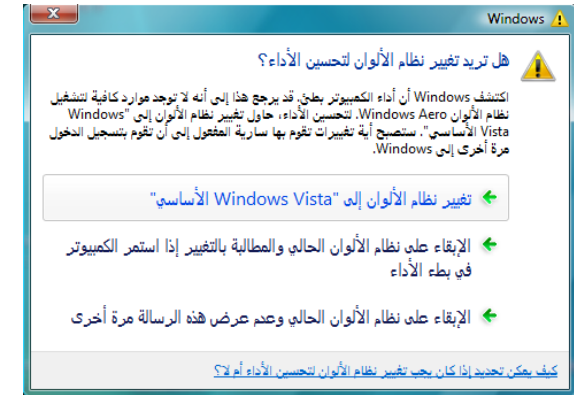 Windows
هل تريد تغيير نظام الألوان لتحسين الأداء؟
اكتشف Windows أن أداء الكمبيوتر بطئ. قد يرجع هذا إلى أنه لا توجد موارد كافية لتشغيل
نظام الألوان Windows Aero. لتحسين الأداء، حاول تغيير نظام الألوان إلى "Windows
Vista الأساسي". ستصبح أية تغييرات تقوم بها سارية المفعول إلى أن تقوم بتسجيل الدخول
مرة أخرى إلى Windows.
تغيير نظام الألوان إلى "Windows Vista الأساسي"
الإبقاء على نظام الألوان الحالي والمطالبة بالتغيير إذا استمر الكمبيوتر
في بطء الأداء
الإبقاء على نظام الألوان الحالي وعدم عرض هذه الرسالة مرة أخرى
كيف يمكن تحديد إذا كان يجب تغيير نظام الألوان لتحسين الأداء أم لا؟